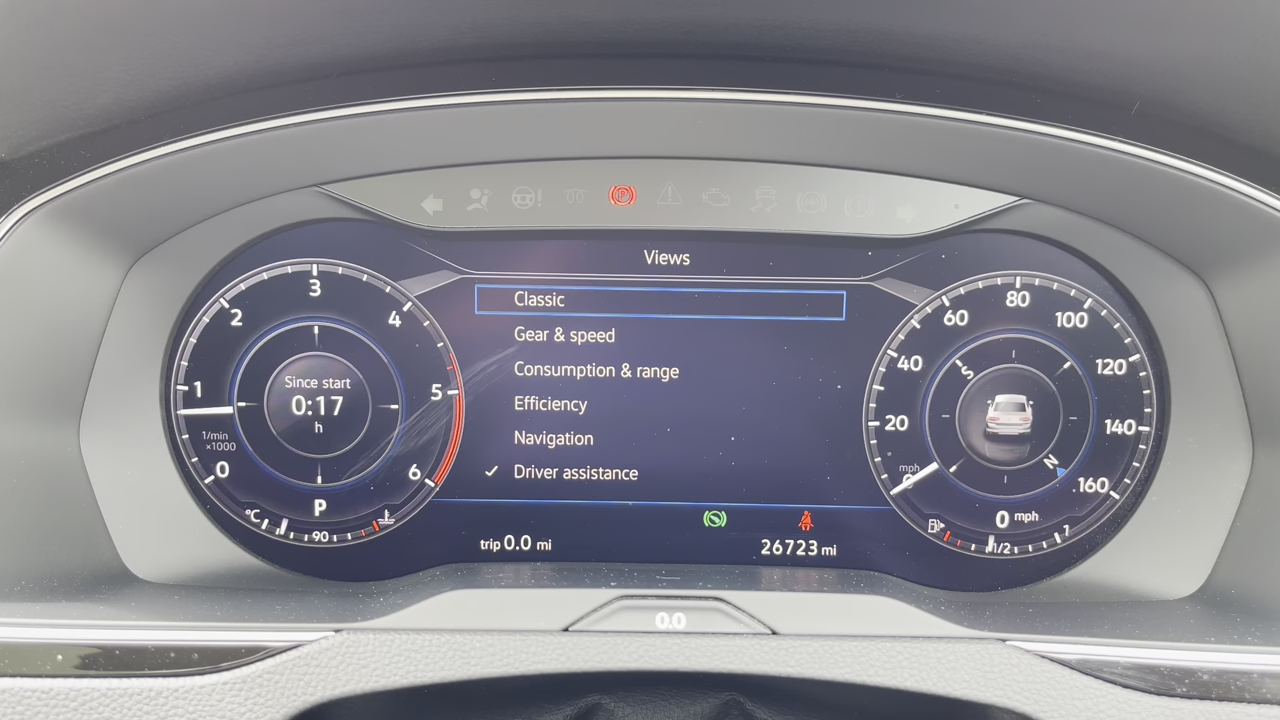 Views
Classic
Gear & speed
Consumption & range
Efficiency
Navigation
✓ Driver assistance
0
1
2
3
4
5
6
1/min
×1000
Since start
0:17
h
P
°C
90
trip 0.0 mi
26723 mi
mph
20
40
60
80
100
120
140
160
S
N
0 mph
1/2
1
0.0